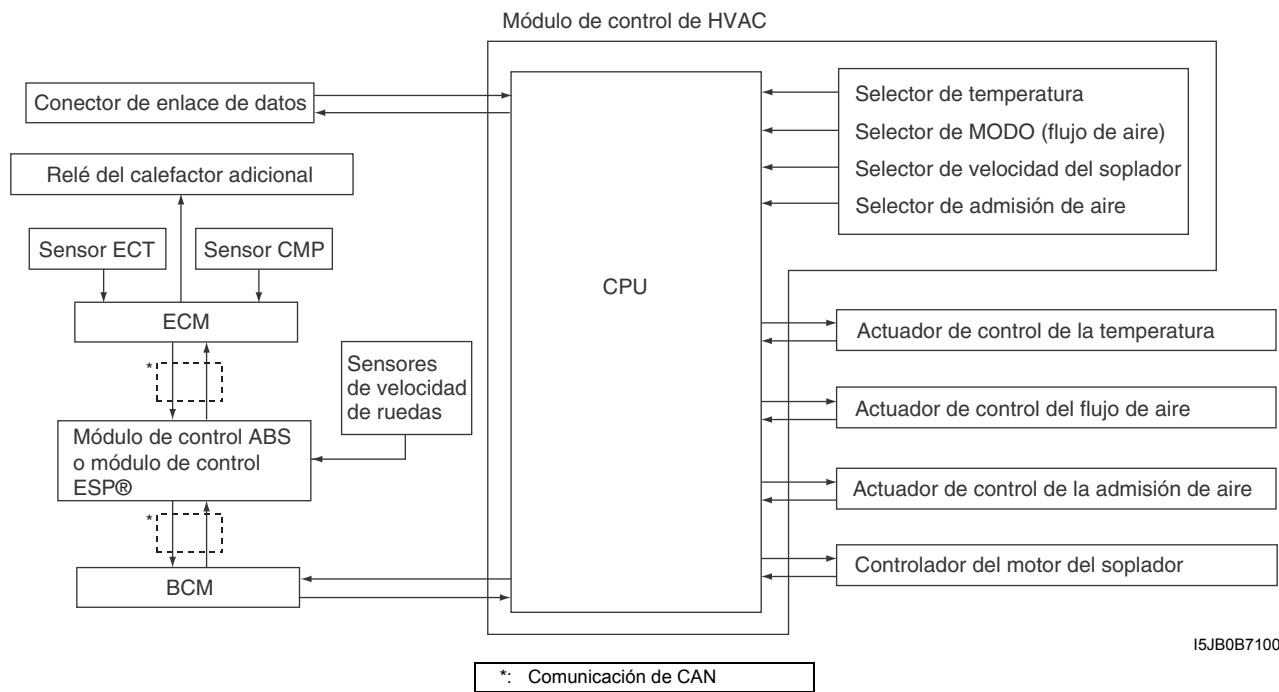 Módulo de control de HVAC
Conector de enlace de datos
Relé del calefactor adicional
Sensor ECT
Sensor CMP
ECM
*
Sensores
de velocidad
de ruedas
Módulo de control ABS
o módulo de control
ESP®
*
BCM
CPU
Selector de temperatura
Selector de MODO (flujo de aire)
Selector de velocidad del soplador
Selector de admisión de aire
Actuador de control de la temperatura
Actuador de control del flujo de aire
Actuador de control de la admisión de aire
Controlador del motor del soplador
I5JB0B7100
*: Comunicación de CAN